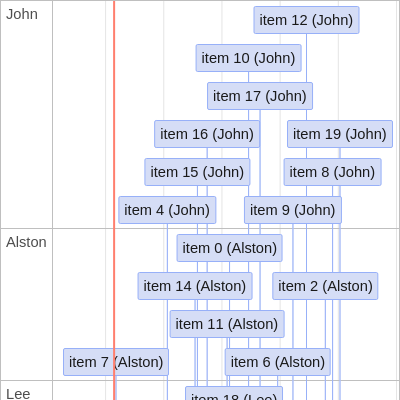 John
item 12 (John)
item 10 (John)
item 17 (John)
item 16 (John)
item 19 (John)
item 15 (John)
item 8 (John)
item 4 (John)
item 9 (John)
Alston
item 0 (Alston)
item 14 (Alston)
item 2 (Alston)
item 11 (Alston)
item 7 (Alston)
item 6 (Alston)
Lee
item 18 (Lee)